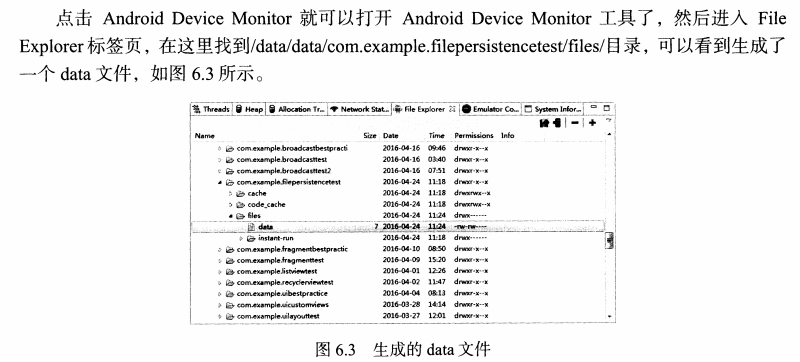 点击 Android Device Monitor 就可以打开 Android Device Monitor 工具了，然后进入 File
Explorer 标签页，在这里找到/data/data/com.example.filepersistencetest/files/目录，可以看到生成了
一个 data 文件，如图 6.3 所示。
Threads Heap Allocation Tr... Network Stat... File Explorer Emulator Co... System Infor...
Name Size Date Time Permissions Info
com.example.broadcastbestpracti 2016-04-16 09:46 drwxr-x--x
com.example.broadcasttest 2016-04-16 03:40 drwxr-x--x
com.example.broadcasttest2 2016-04-16 07:51 drwxr-x--x
com.example.filepersistencetest 2016-04-24 11:18 drwxr-x--x
cache 2016-04-24 11:18 drwxrwx--x
code_cache 2016-04-24 11:18 drwxrwx--x
files 2016-04-24 11:24 drwx------
data 7 2016-04-24 11:24 -rw-rw----
instant-run 2016-04-24 11:18 drwx------
com.example.fragmentbestpractic 2016-04-10 08:50 drwxr-x--x
com.example.fragmenttest 2016-04-09 15:20 drwxr-x--x
com.example.listviewtest 2016-04-01 12:26 drwxr-x--x
com.example.recyclerviewtest 2016-04-02 11:47 drwxr-x--x
com.example.uibestpractice 2016-04-04 08:13 drwxr-x--x
com.example.uicustomviews 2016-03-28 14:14 drwxr-x--x
com.example.uilayouttest 2016-03-27 12:01 drwxr-x--x
图 6.3 生成的 data 文件